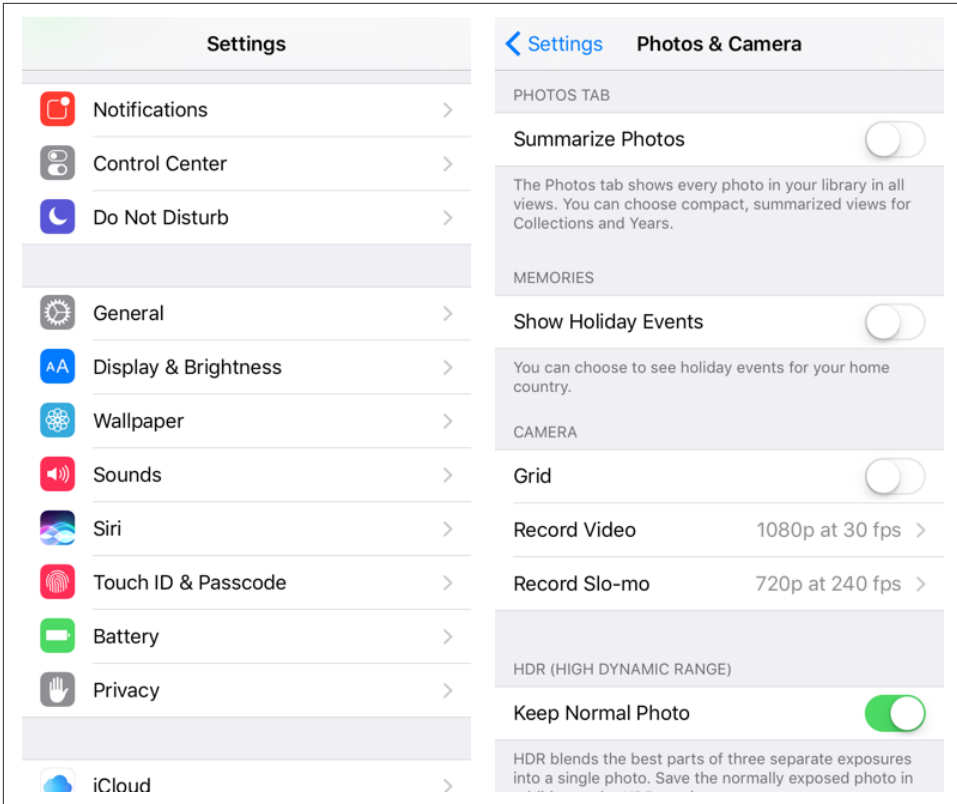 Settings
Notifications
Control Center
Do Not Disturb
General
AA
Display & Brightness
Wallpaper
Sounds
Siri
Touch ID & Passcode
Battery
Privacy
iCloud
Settings
Photos & Camera
PHOTOS TAB
Summarize Photos
The Photos tab shows every photo in your library in all
views. You can choose compact, summarized views for
Collections and Years.
MEMORIES
Show Holiday Events
You can choose to see holiday events for your home
country.
CAMERA
Grid
Record Video 1080p at 30 fps
Record Slo-mo 720p at 240 fps
HDR (HIGH DYNAMIC RANGE)
Keep Normal Photo
HDR blends the best parts of three separate exposures
into a single photo. Save the normally exposed photo in